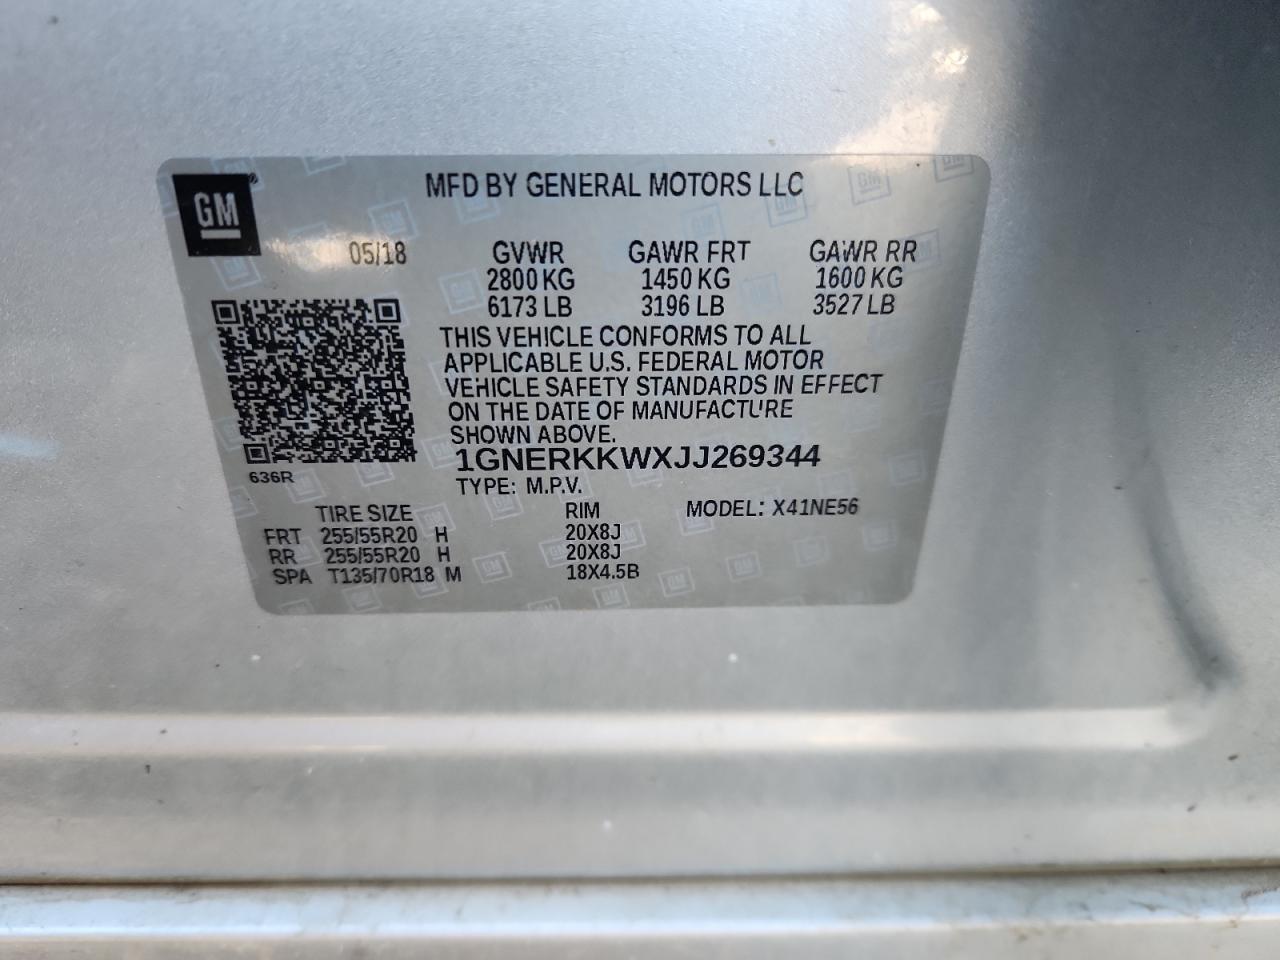 GM
MFD BY GENERAL MOTORS LLC
05/18 GVWR GAWR FRT GAWR RR
2800 KG 1450 KG 1600 KG
6173 LB 3196 LB 3527 LB
THIS VEHICLE CONFORMS TO ALL
APPLICABLE U.S. FEDERAL MOTOR
VEHICLE SAFETY STANDARDS IN EFFECT
ON THE DATE OF MANUFACTURE
SHOWN ABOVE.
1GNERKKWXJJ269344
636R
TYPE: M.P.V.
TIRE SIZE RIM MODEL: X41NE56
FRT 255/55R20 H 20X8J
RR 255/55R20 H 20X8J
SPA T135/70R18 M 18X4.5B